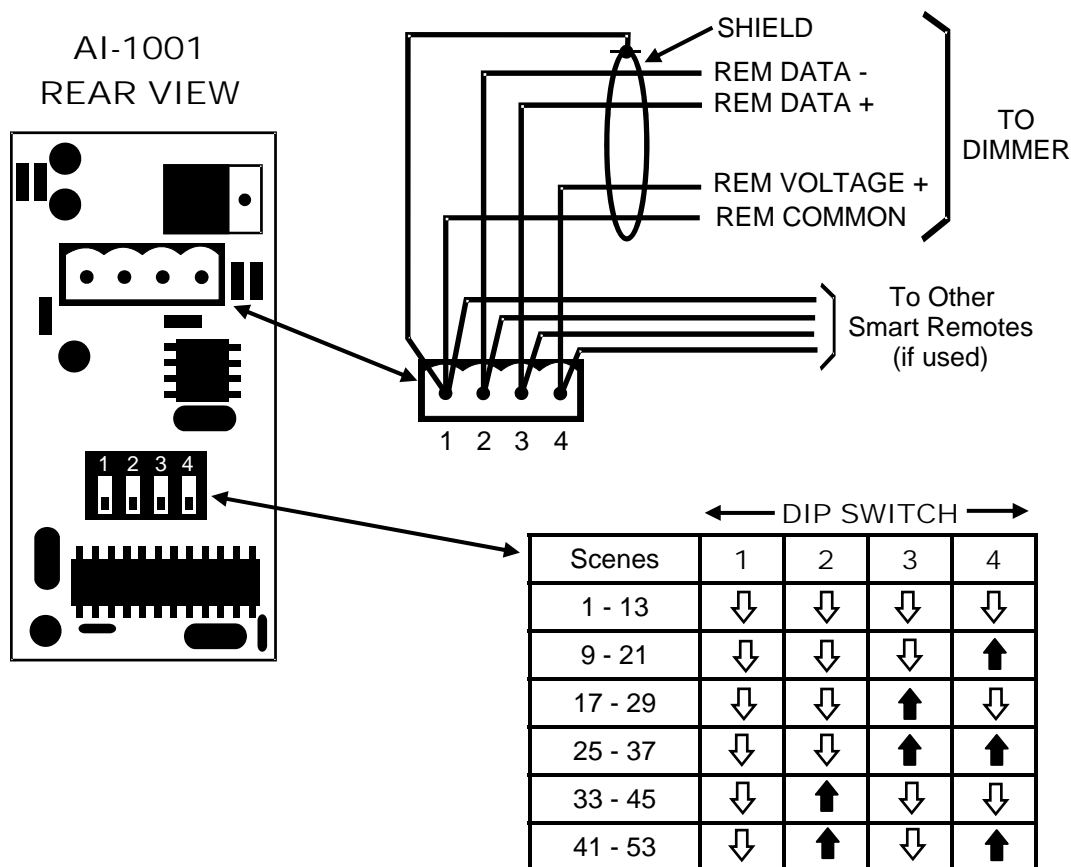 AI-1001
REAR VIEW
SHIELD
REM DATA -
REM DATA +
REM VOLTAGE +
REM COMMON
TO
DIMMER
To Other
Smart Remotes
(if used)
1 2 3 4
1 2 3 4
DIP SWITCH
Scenes 1 2 3 4
1 - 13 ⇩ ⇩ ⇩ ⇩
9 - 21 ⇩ ⇩ ⇩ ⬆
17 - 29 ⇩ ⇩ ⬆ ⇩
25 - 37 ⇩ ⇩ ⬆ ⬆
33 - 45 ⇩ ⬆ ⇩ ⇩
41 - 53 ⇩ ⬆ ⇩ ⬆